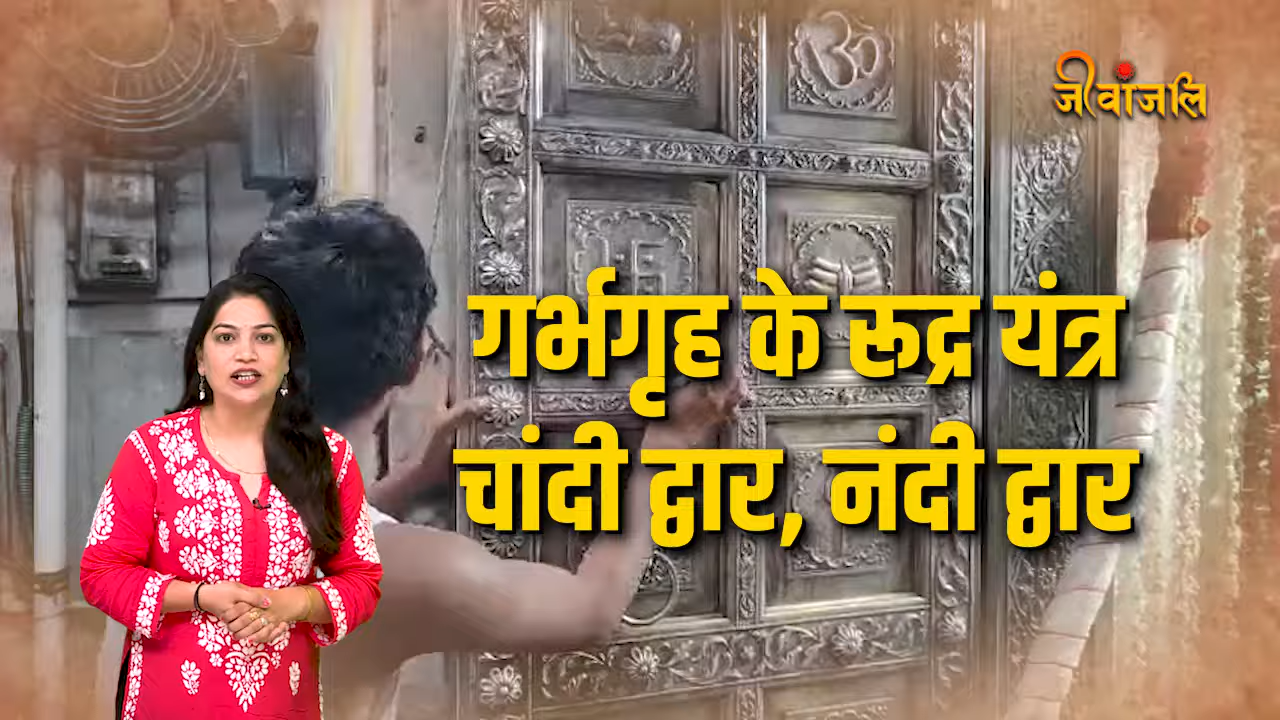 जीवांजलि
ॐ
गर्भगृह के रूद्र यंत्र
चांदी द्वार, नंदी द्वार